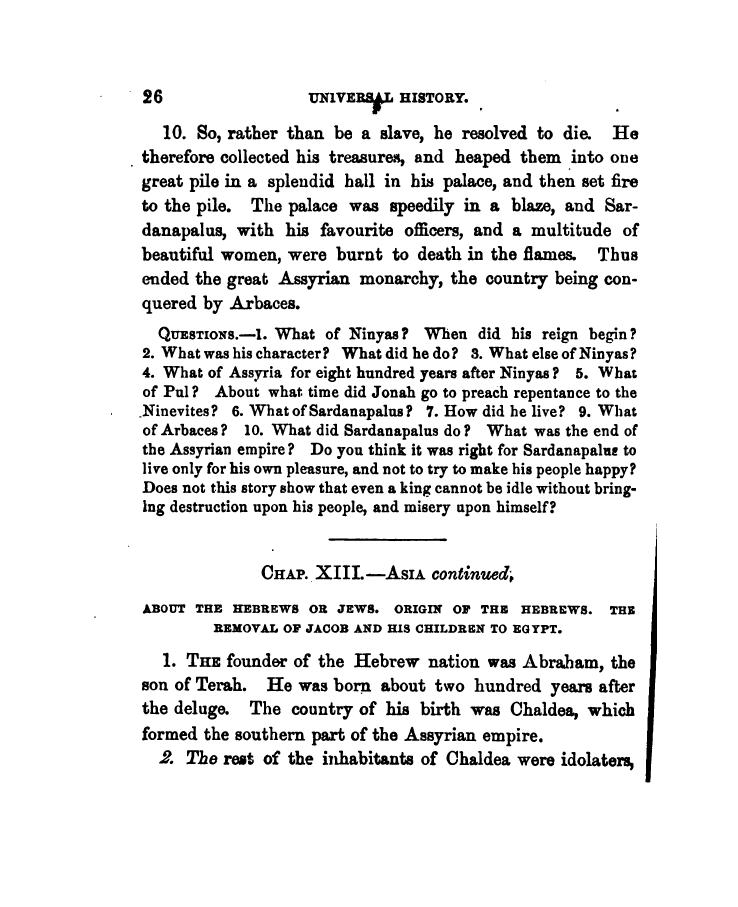 26 UNIVERSAL HISTORY.
10. So, rather than be a slave, he resolved to die. He
therefore collected his treasures, and heaped them into one
great pile in a splendid hall in his palace, and then set fire
to the pile. The palace was speedily in a blaze, and Sar-
danapalus, with his favourite officers, and a multitude of
beautiful women, were burnt to death in the flames. Thus
ended the great Assyrian monarchy, the country being con-
quered by Arbaces.
QUESTIONS.—1. What of Ninyas? When did his reign begin?
2. What was his character? What did he do? 3. What else of Ninyas?
4. What of Assyria for eight hundred years after Ninyas? 5. What
of Pul? About what time did Jonah go to preach repentance to the
Ninevites? 6. What of Sardanapalus? 7. How did he live? 9. What
of Arbaces? 10. What did Sardanapalus do? What was the end of
the Assyrian empire? Do you think it was right for Sardanapalus to
live only for his own pleasure, and not to try to make his people happy?
Does not this story show that even a king cannot be idle without bring-
ing destruction upon his people, and misery upon himself?
CHAP. XIII.—ASIA continued;
ABOUT THE HEBREWS OR JEWS. ORIGIN OF THE HEBREWS. THE
REMOVAL OF JACOB AND HIS CHILDREN TO EGYPT.
1. THE founder of the Hebrew nation was Abraham, the
son of Terah. He was born about two hundred years after
the deluge. The country of his birth was Chaldea, which
formed the southern part of the Assyrian empire.
2. The rest of the inhabitants of Chaldea were idolaters,